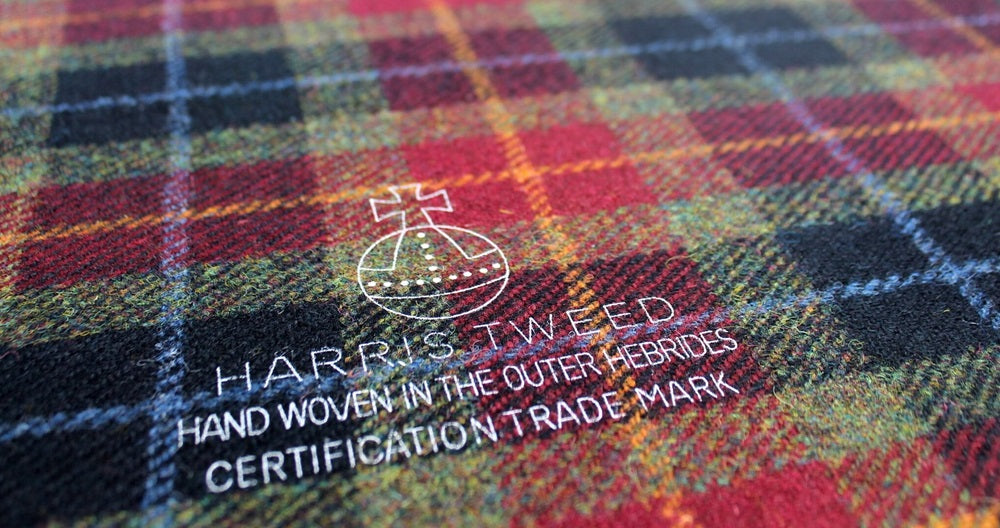 HARRIS TWEED
HAND WOVEN IN THE OUTER HEBRIDES
CERTIFICATION TRADE MARK